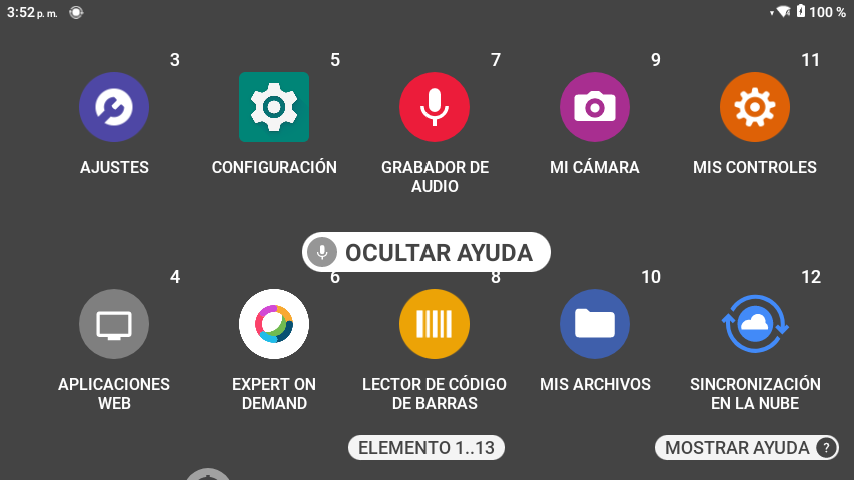 3:52 p. m.
100 %
3
5
7
9
11
AJUSTES
CONFIGURACIÓN
GRABADOR DE
AUDIO
MI CÁMARA
MIS CONTROLES
OCULTAR AYUDA
4
6
8
10
12
APLICACIONES
WEB
EXPERT ON
DEMAND
LECTOR DE CÓDIGO
DE BARRAS
MIS ARCHIVOS
SINCRONIZACIÓN
EN LA NUBE
ELEMENTO 1..13
MOSTRAR AYUDA ?